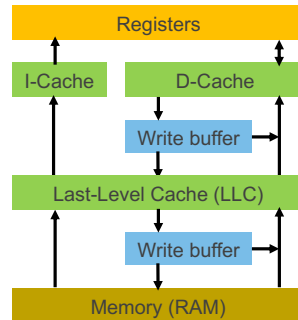 Registers
I-Cache
D-Cache
Write buffer
Last-Level Cache (LLC)
Write buffer
Memory (RAM)